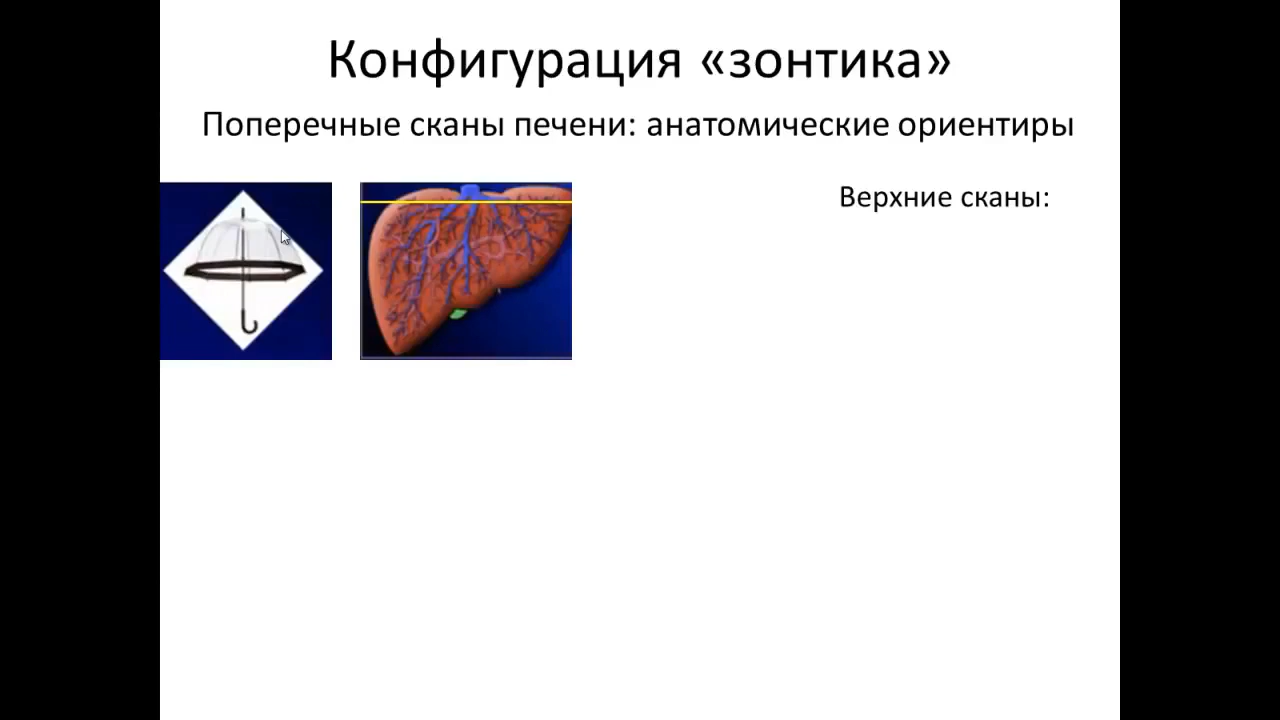 Конфигурация «зонтика»
Поперечные сканы печени: анатомические ориентиры
Верхние сканы: